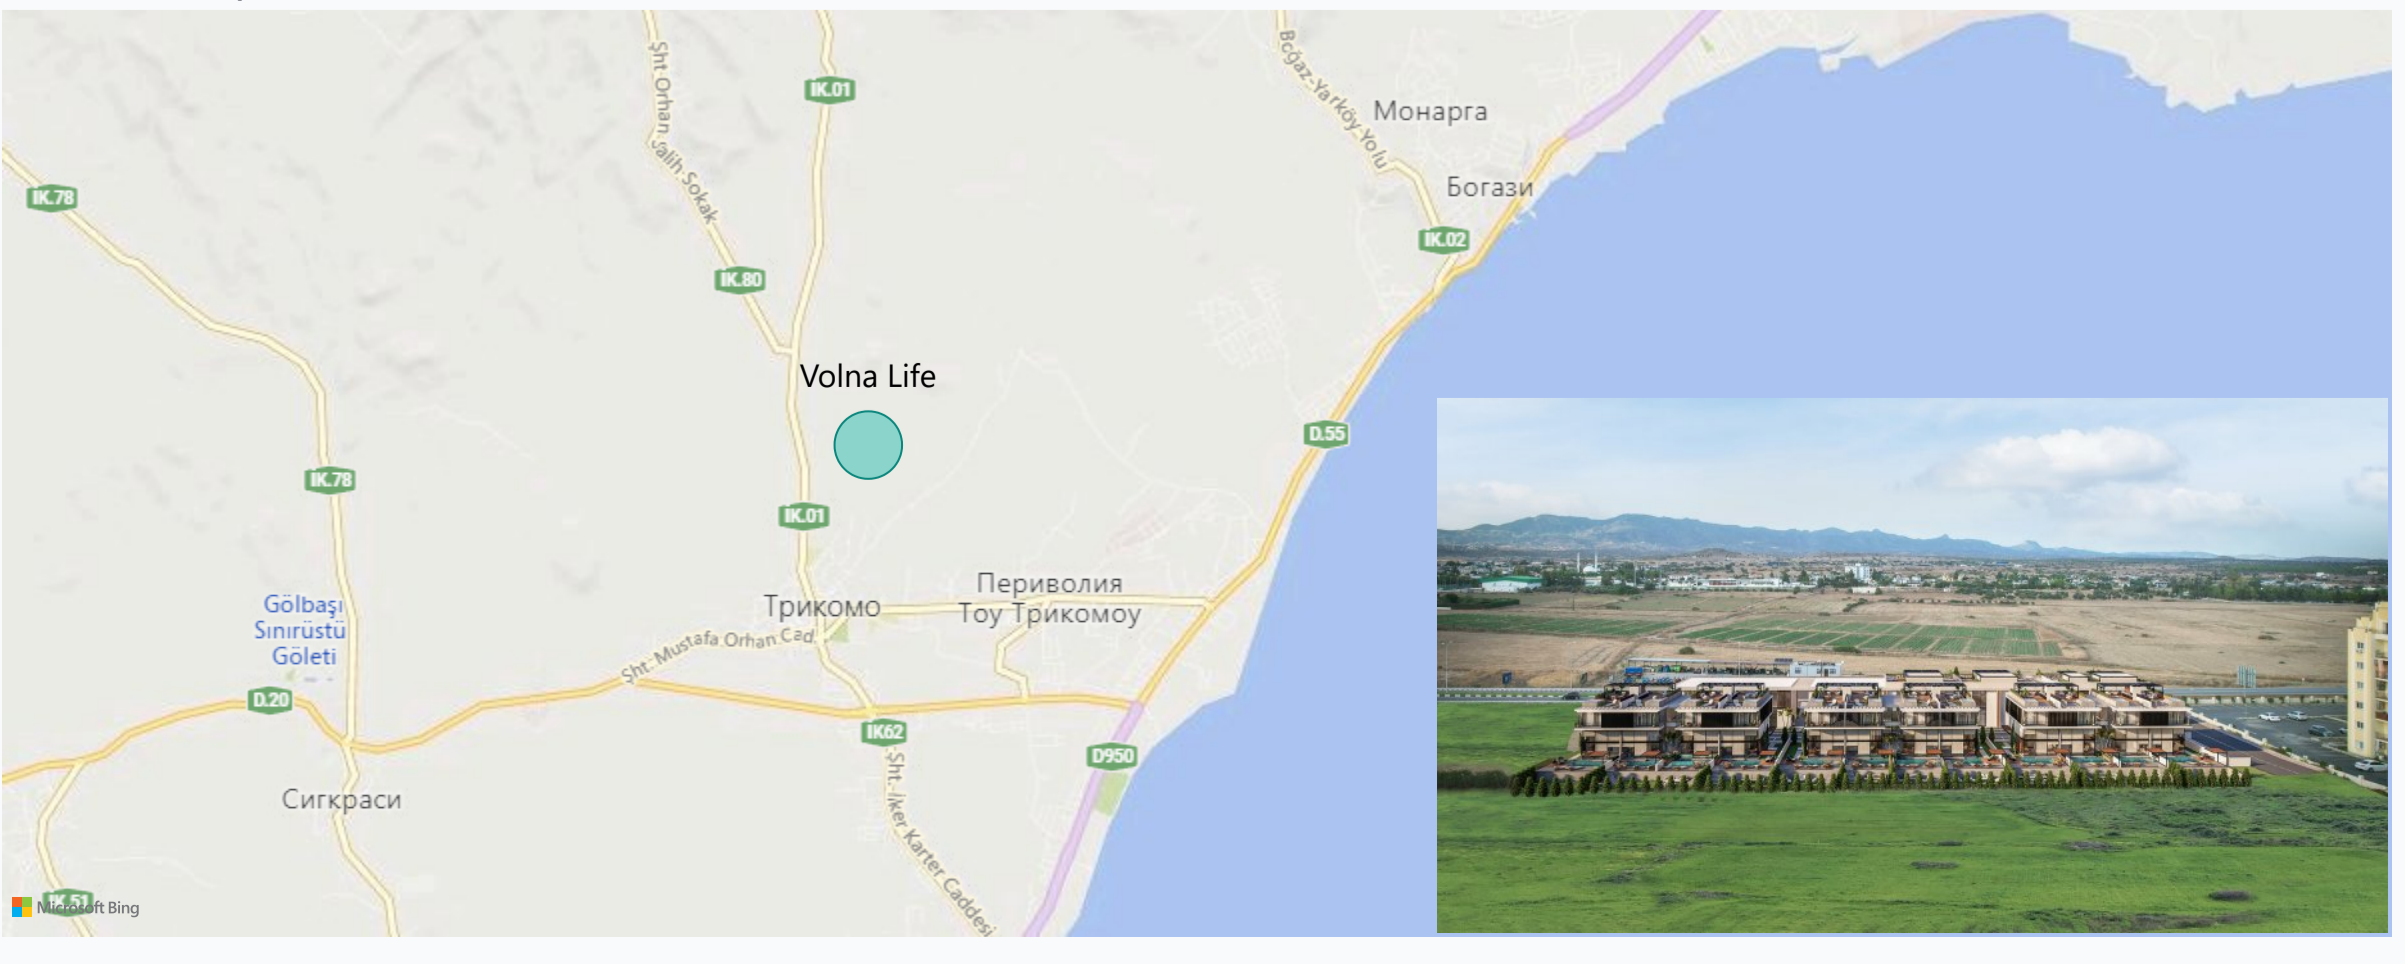 Şht Orhan
Salih Sokak
IK.01
Boğaz-Yarköy Yolu
Монарга
IK.78
Богази
IK.02
IK.80
Volna Life
D.55
IK.78
IK.01
Периволия
Тоу Трикомоу
Трикомо
Gölbaşı
Sınırüstü
Göleti
Şht. Mustafa Orhan Cad.
D.20
IK62
D950
Şht. İlker Karter Caddesi
Сигкраси
IK.51
Microsoft Bing